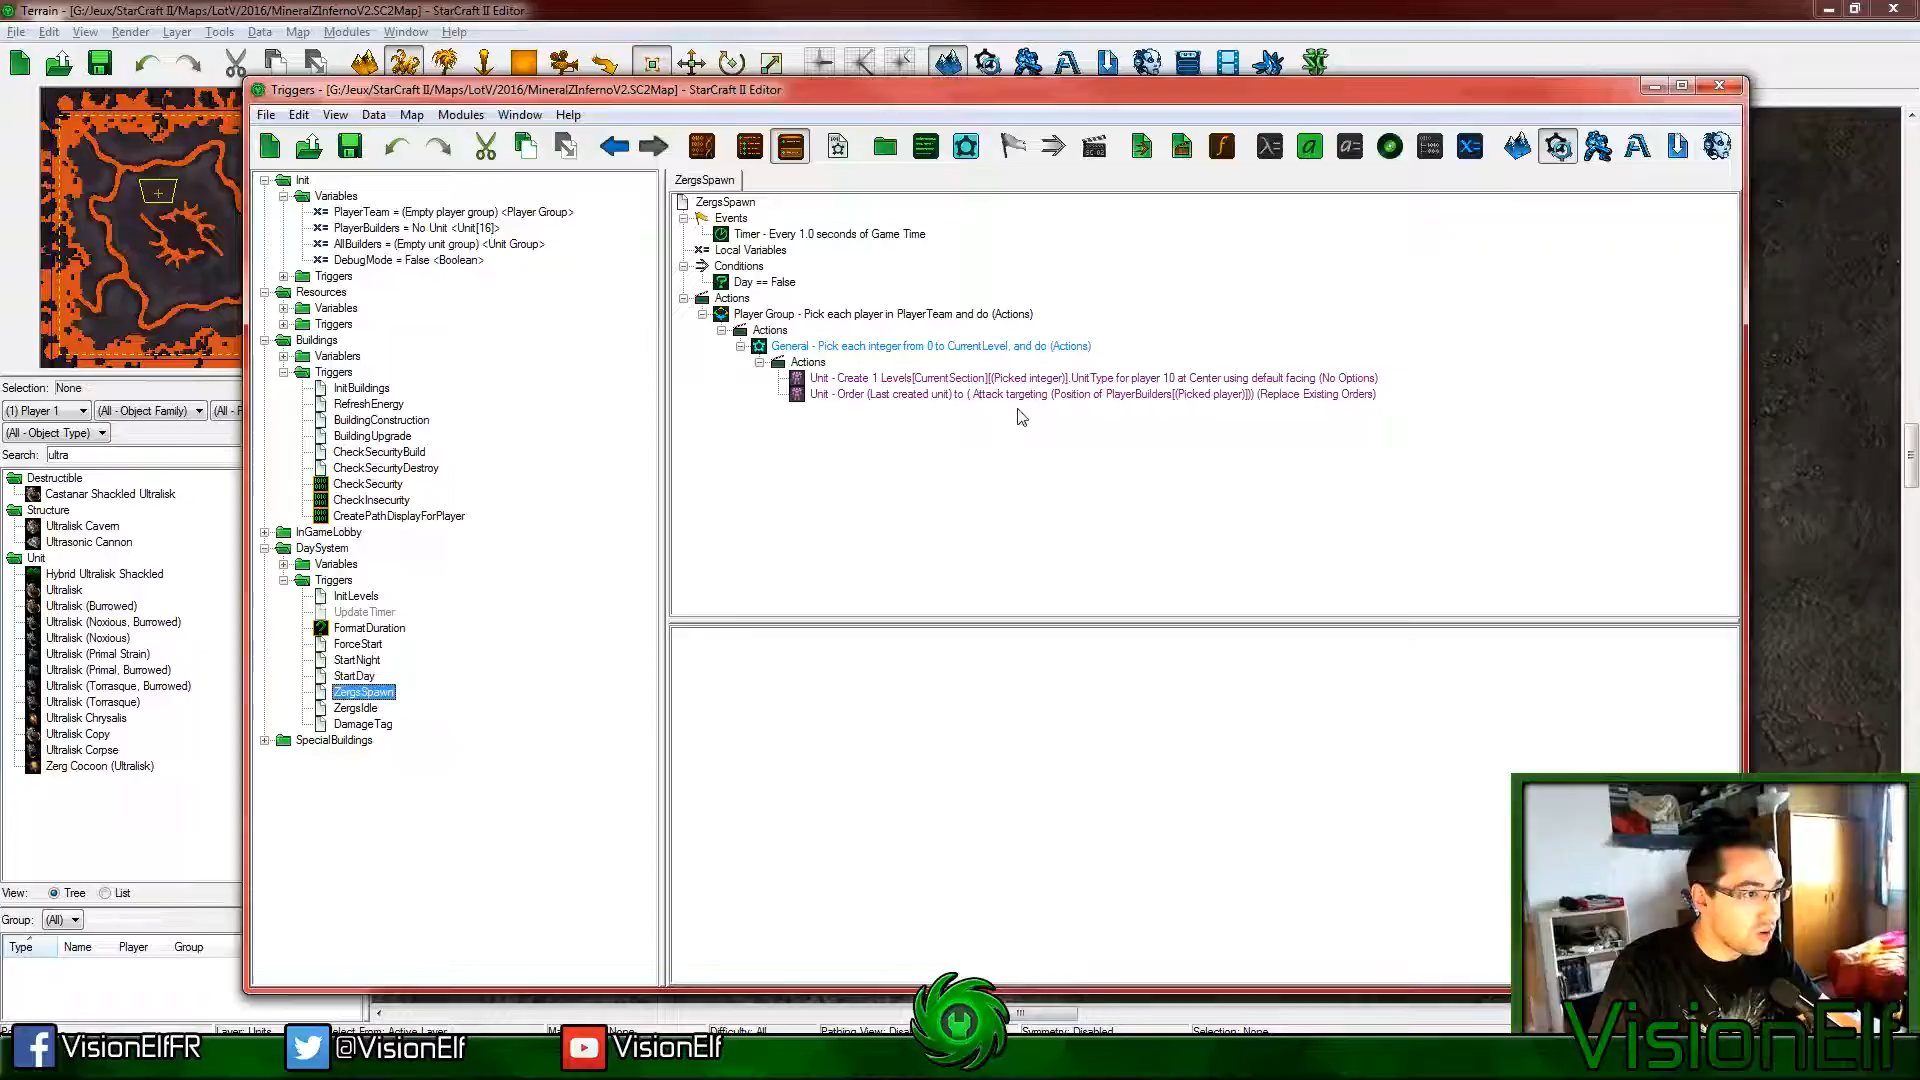 Terrain - [G:/Jeux/StarCraft II/Maps/LotV/2016/MineralZInfernoV2.SC2Map] - StarCraft II Editor
File Edit View Render Layer Tools Data Map Modules Window Help
Triggers - [G:/Jeux/StarCraft II/Maps/LotV/2016/MineralZInfernoV2.SC2Map] - StarCraft II Editor
File Edit View Data Map Modules Window Help
Selection: None
(1) Player 1 (All - Object Family)
(All - Object Type)
Search: ultra
Destructible
Castanar Shackled Ultralisk
Structure
Ultralisk Cavern
Ultrasonic Cannon
Unit
Hybrid Ultralisk Shackled
Ultralisk
Ultralisk (Burrowed)
Ultralisk (Noxious, Burrowed)
Ultralisk (Noxious)
Ultralisk (Primal Strain)
Ultralisk (Primal, Burrowed)
Ultralisk (Torrasque, Burrowed)
Ultralisk (Torrasque)
Ultralisk Chrysalis
Ultralisk Copy
Ultralisk Corpse
Zerg Cocoon (Ultralisk)
View: Tree List
Group: (All)
Type Name Player Group
Init
Variables
PlayerTeam = (Empty player group) <Player Group>
PlayerBuilders = No Unit <Unit[16]>
AllBuilders = (Empty unit group) <Unit Group>
DebugMode = False <Boolean>
Triggers
Resources
Variables
Triggers
Buildings
Variablers
Triggers
InitBuildings
RefreshEnergy
BuildingConstruction
BuildingUpgrade
CheckSecurityBuild
CheckSecurityDestroy
CheckSecurity
CheckInsecurity
CreatePathDisplayForPlayer
InGameLobby
DaySystem
Variables
Triggers
InitLevels
UpdateTimer
FormatDuration
ForceStart
StartNight
StartDay
ZergsSpawn
ZergsIdle
DamageTag
SpecialBuildings
ZergsSpawn
ZergsSpawn
Events
Timer - Every 1.0 seconds of Game Time
Local Variables
Conditions
Day == False
Actions
Player Group - Pick each player in PlayerTeam and do (Actions)
Actions
General - Pick each integer from 0 to CurrentLevel, and do (Actions)
Actions
Unit - Create 1 Levels[CurrentSection][(Picked integer)].UnitType for player 10 at Center using default facing (No Options)
Unit - Order (Last created unit) to ( Attack targeting (Position of PlayerBuilders[(Picked player)])) (Replace Existing Orders)
VisionElfFR @VisionElf VisionElf
VisionElf